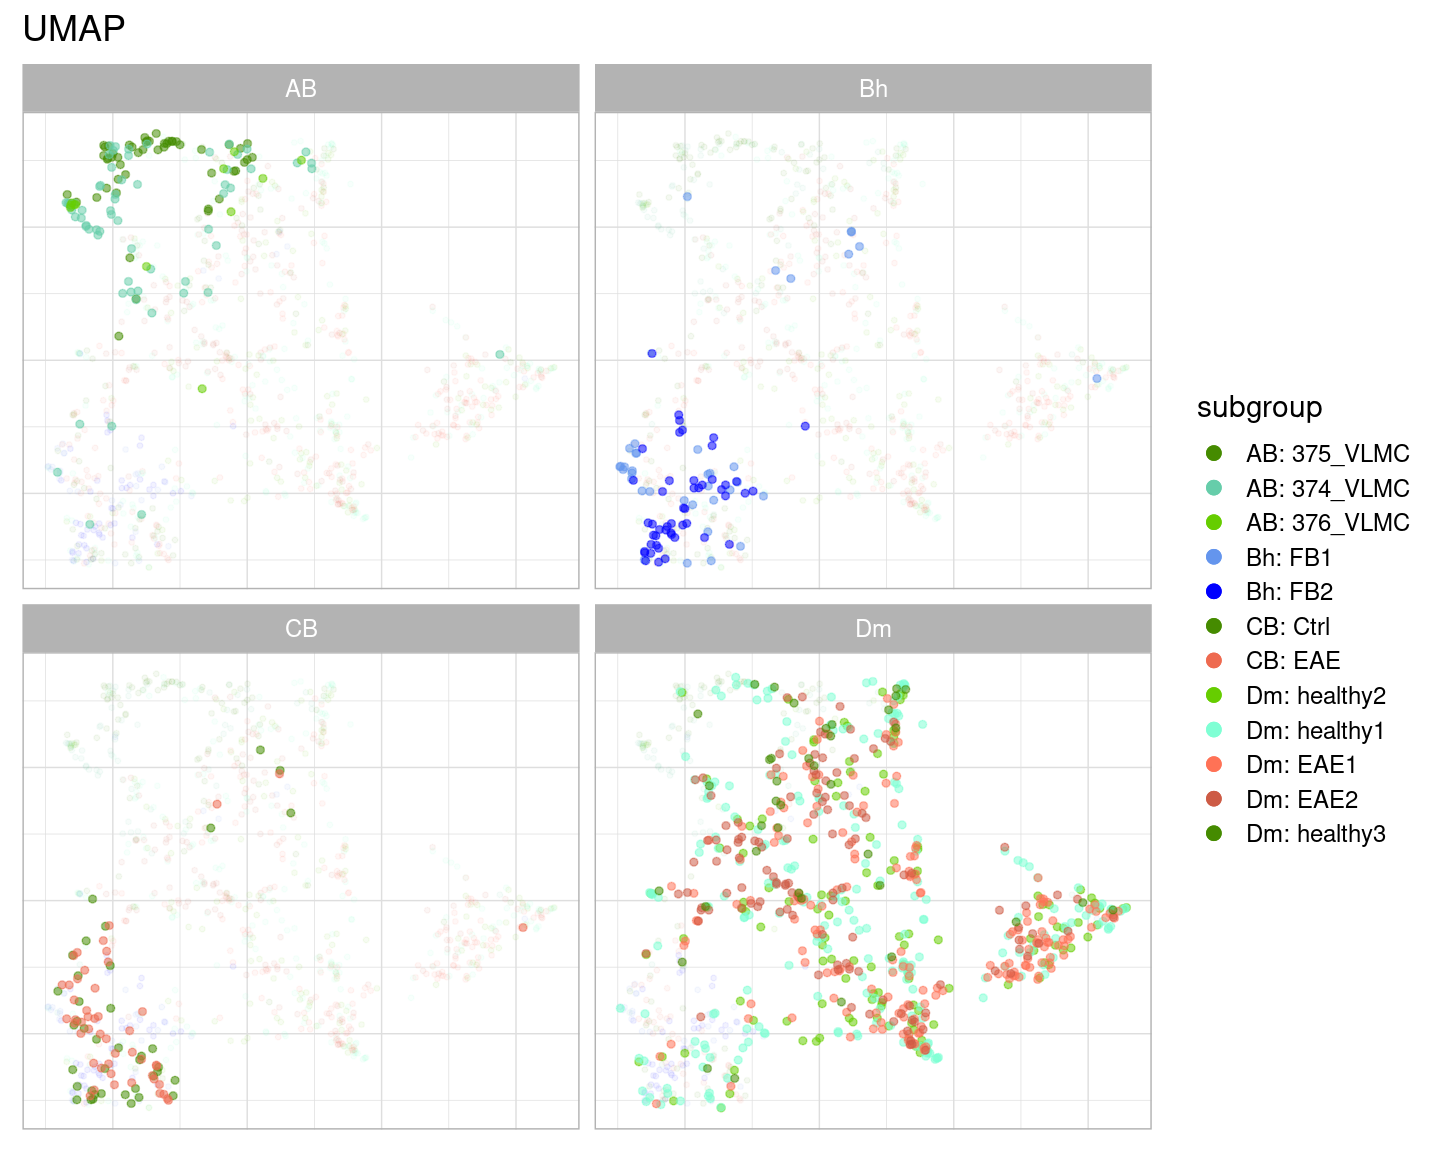 UMAP
AB
Bh
CB
Dm
subgroup
AB: 375_VLMC
AB: 374_VLMC
AB: 376_VLMC
Bh: FB1
Bh: FB2
CB: Ctrl
CB: EAE
Dm: healthy2
Dm: healthy1
Dm: EAE1
Dm: EAE2
Dm: healthy3